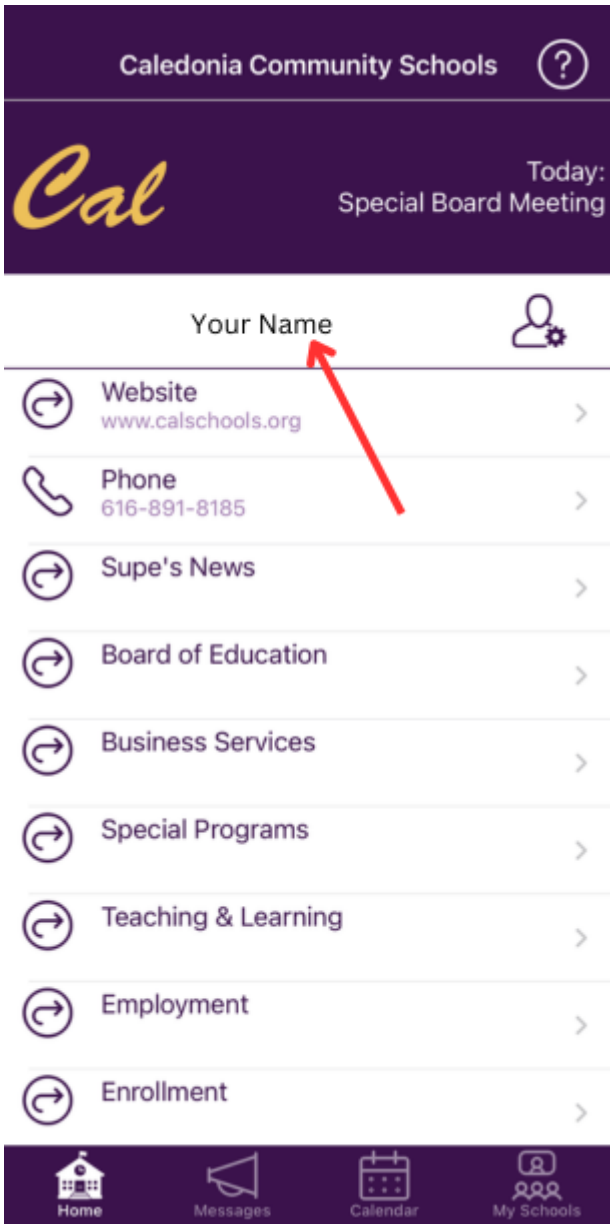 Caledonia Community Schools
?
Cal
Today:
Special Board Meeting
Your Name
Website
www.calschools.org
Phone
616-891-8185
Supe's News
Board of Education
Business Services
Special Programs
Teaching & Learning
Employment
Enrollment
Home Messages Calendar My Schools